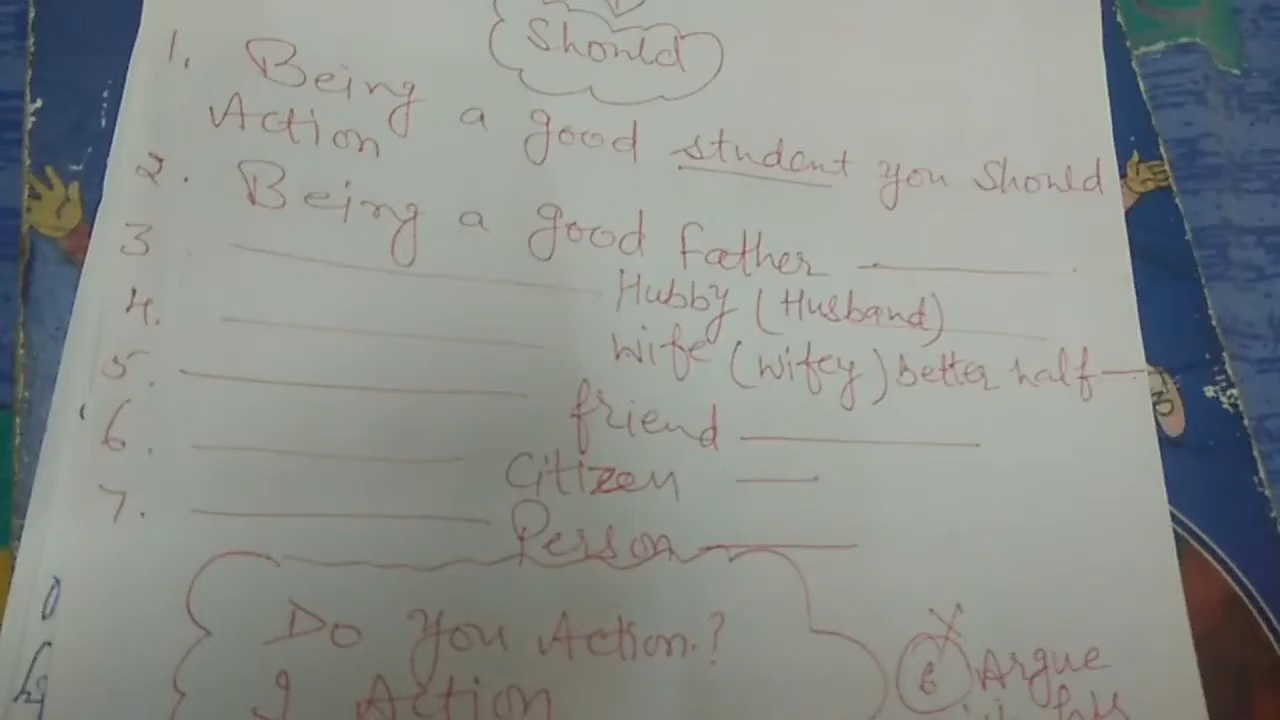 Should
1. Being a good student you should
Action
2. Being a good father
3 Hubby (Husband)
4. Wife (wifey) better half
5. friend
6. Citizen
7. Person
Do you Action.?
I Action
6 Argue